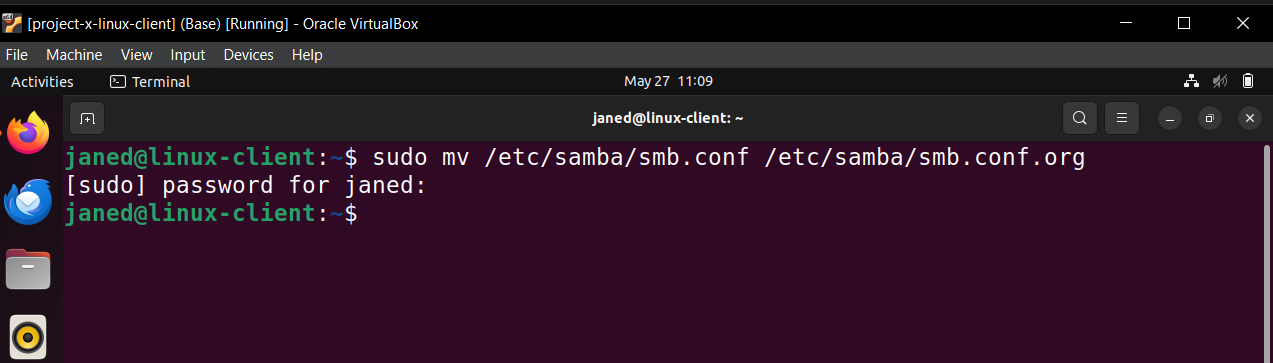 [project-x-linux-client] (Base) [Running] - Oracle VirtualBox
File Machine View Input Devices Help
Activities Terminal May 27 11:09
janed@linux-client: ~
janed@linux-client:~$ sudo mv /etc/samba/smb.conf /etc/samba/smb.conf.org
[sudo] password for janed:
janed@linux-client:~$